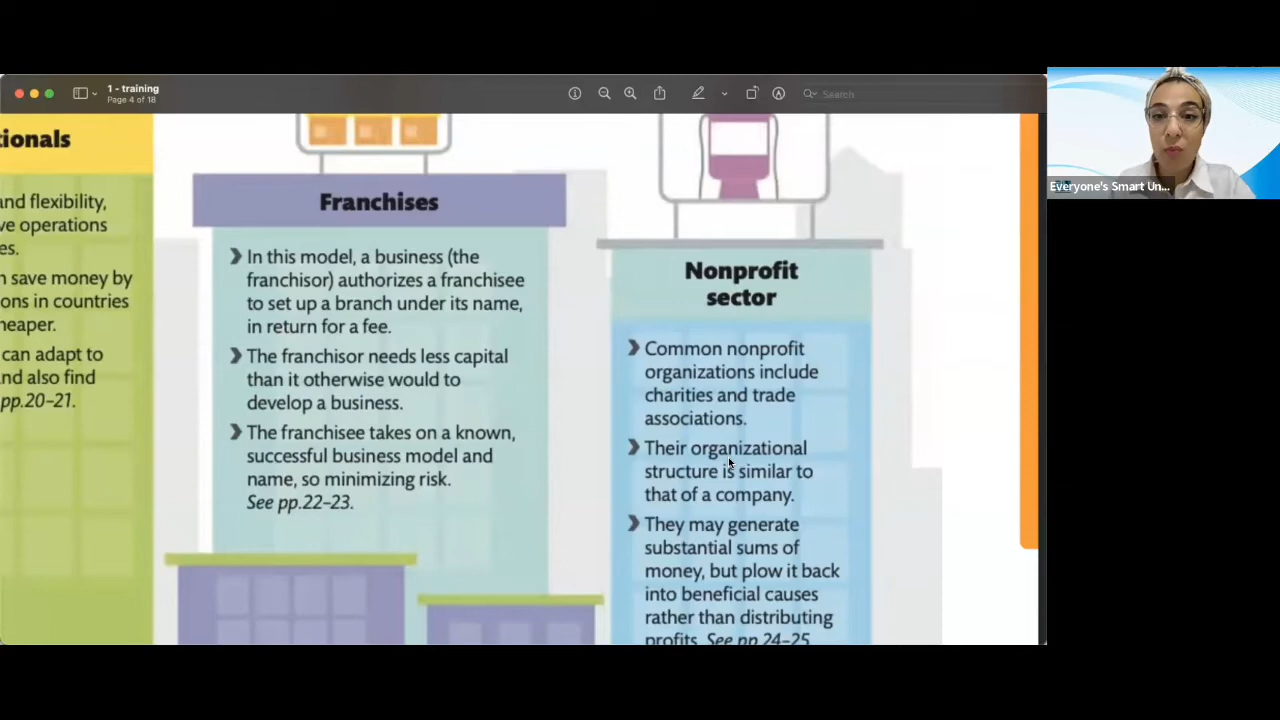 1 - training
Page 4 of 18
Search
Everyone's Smart Un...
tionals
and flexibility,
ve operations
es.
n save money by
ons in countries
heaper.
can adapt to
nd also find
pp.20–21.
Franchises
❯ In this model, a business (the
franchisor) authorizes a franchisee
to set up a branch under its name,
in return for a fee.
❯ The franchisor needs less capital
than it otherwise would to
develop a business.
❯ The franchisee takes on a known,
successful business model and
name, so minimizing risk.
See pp.22–23.
Nonprofit
sector
❯ Common nonprofit
organizations include
charities and trade
associations.
❯ Their organizational
structure is similar to
that of a company.
❯ They may generate
substantial sums of
money, but plow it back
into beneficial causes
rather than distributing
profits. See pp.24–25